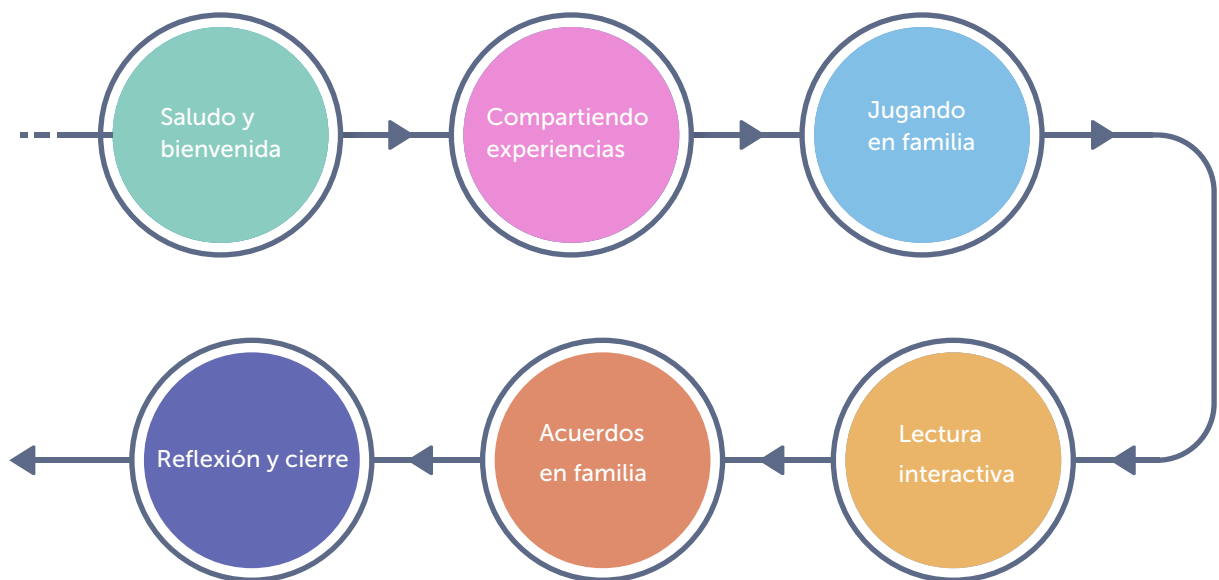 Saludo y
bienvenida
Compartiendo
experiencias
Jugando
en familia
Lectura
interactiva
Acuerdos
en familia
Reflexión y cierre